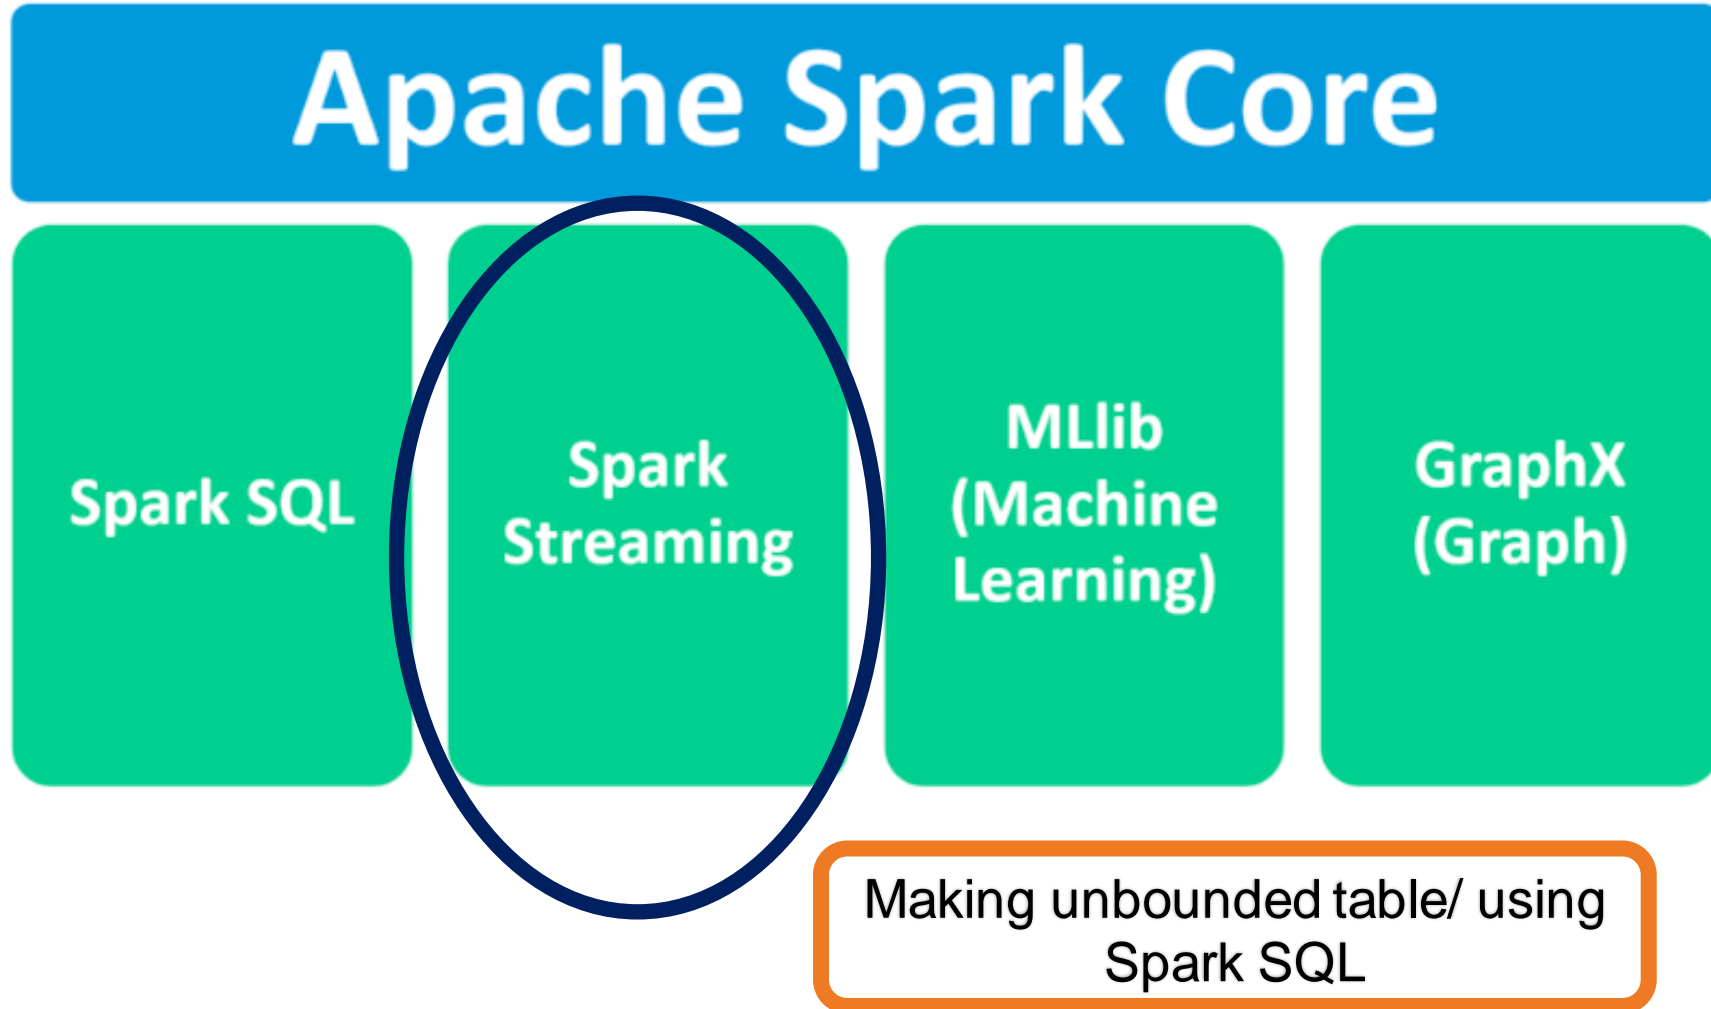 Apache Spark Core
Spark SQL
Spark
Streaming
MLlib
(Machine
Learning)
GraphX
(Graph)
Making unbounded table/ using
Spark SQL